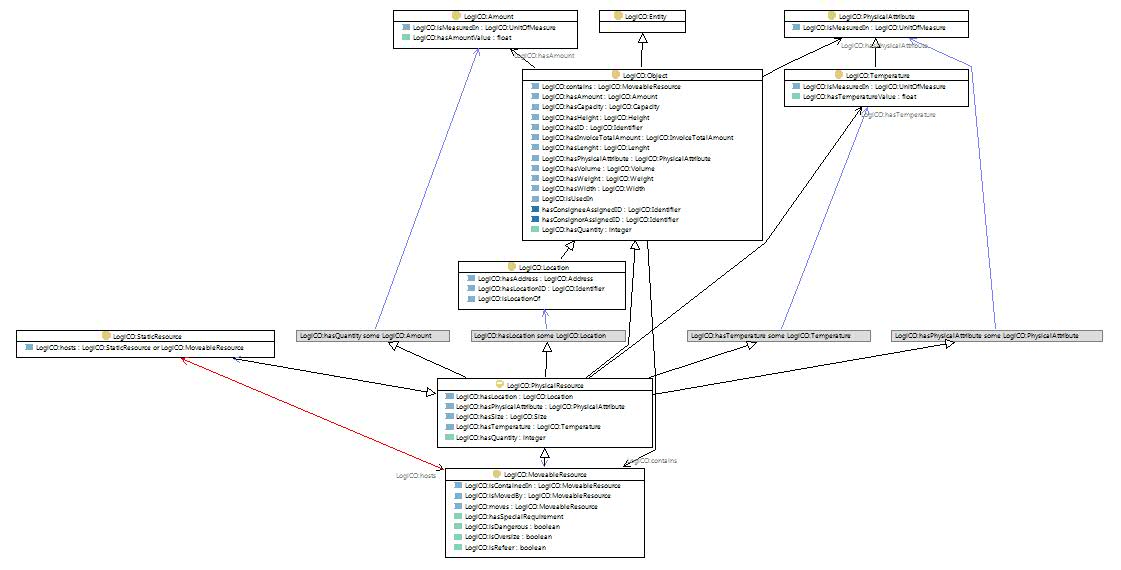 LogiCO:Amount
LogiCO:isMeasuredIn : LogiCO:UnitOfMeasure
LogiCO:hasAmountValue : float
LogiCO:Entity
LogiCO:PhysicalAttribute
LogiCO:isMeasuredIn : LogiCO:UnitOfMeasure
LogiCO:hasPhysicalAttribute
LogiCO:hasAmount
LogiCO:Object
LogiCO:contains : LogiCO:MoveableResource
LogiCO:hasAmount : LogiCO:Amount
LogiCO:hasCapacity : LogiCO:Capacity
LogiCO:hasHeight : LogiCO:Height
LogiCO:hasID : LogiCO:Identifier
LogiCO:hasInvoiceTotalAmount : LogiCO:InvoiceTotalAmount
LogiCO:hasLenght : LogiCO:Lenght
LogiCO:hasPhysicalAttribute : LogiCO:PhysicalAttribute
LogiCO:hasVolume : LogiCO:Volume
LogiCO:hasWeight : LogiCO:Weight
LogiCO:hasWidth : LogiCO:Width
LogiCO:isUsedIn
hasConsigneeAssignedID : LogiCO:Identifier
hasConsignorAssignedID : LogiCO:Identifier
LogiCO:hasQuantity : integer
LogiCO:Temperature
LogiCO:isMeasuredIn : LogiCO:UnitOfMeasure
LogiCO:hasTemperatureValue : float
LogiCO:hasTemperature
LogiCO:Location
LogiCO:hasAddress : LogiCO:Address
LogiCO:hasLocationID : LogiCO:Identifier
LogiCO:isLocationOf
LogiCO:StaticResource
LogiCO:hosts : LogiCO:StaticResource or LogiCO:MoveableResource
LogiCO:hasQuantity some LogiCO:Amount
LogiCO:hasLocation some LogiCO:Location
LogiCO:hasTemperature some LogiCO:Temperature
LogiCO:hasPhysicalAttribute some LogiCO:PhysicalAttribute
LogiCO:PhysicalResource
LogiCO:hasLocation : LogiCO:Location
LogiCO:hasPhysicalAttribute : LogiCO:PhysicalAttribute
LogiCO:hasSize : LogiCO:Size
LogiCO:hasTemperature : LogiCO:Temperature
LogiCO:hasQuantity : integer
LogiCO:contains
LogiCO:hosts
LogiCO:MoveableResource
LogiCO:isContainedIn : LogiCO:MoveableResource
LogiCO:isMovedBy : LogiCO:MoveableResource
LogiCO:moves : LogiCO:MoveableResource
LogiCO:hasSpecialRequirement
LogiCO:isDangerous : boolean
LogiCO:isOversize : boolean
LogiCO:isRefeer : boolean